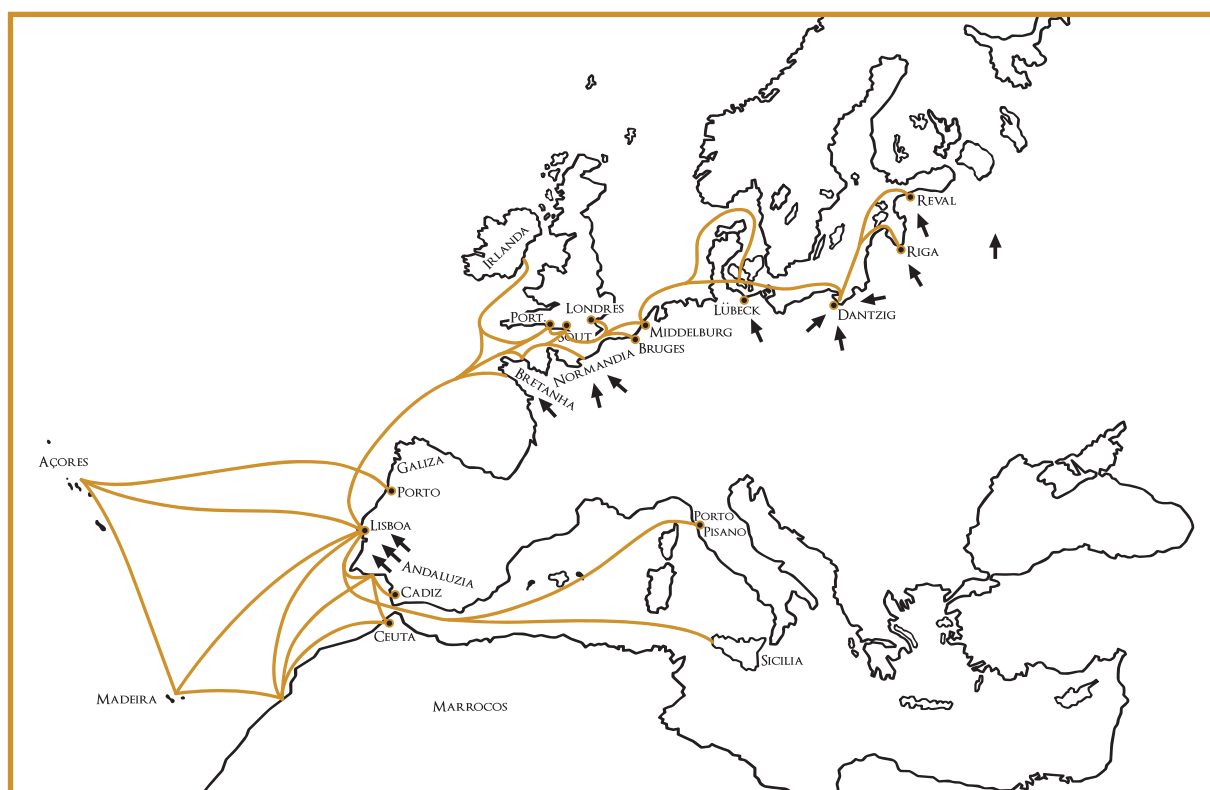 Reval
Irlanda
Riga
Londres
Lübeck
Dantzig
Port.
Sout.
Middelburg
Bruges
Normandia
Bretanha
Açores
Galiza
Porto
Lisboa
Porto
Pisano
Andaluzia
Cadiz
Ceuta
Sicilia
Madeira
Marrocos